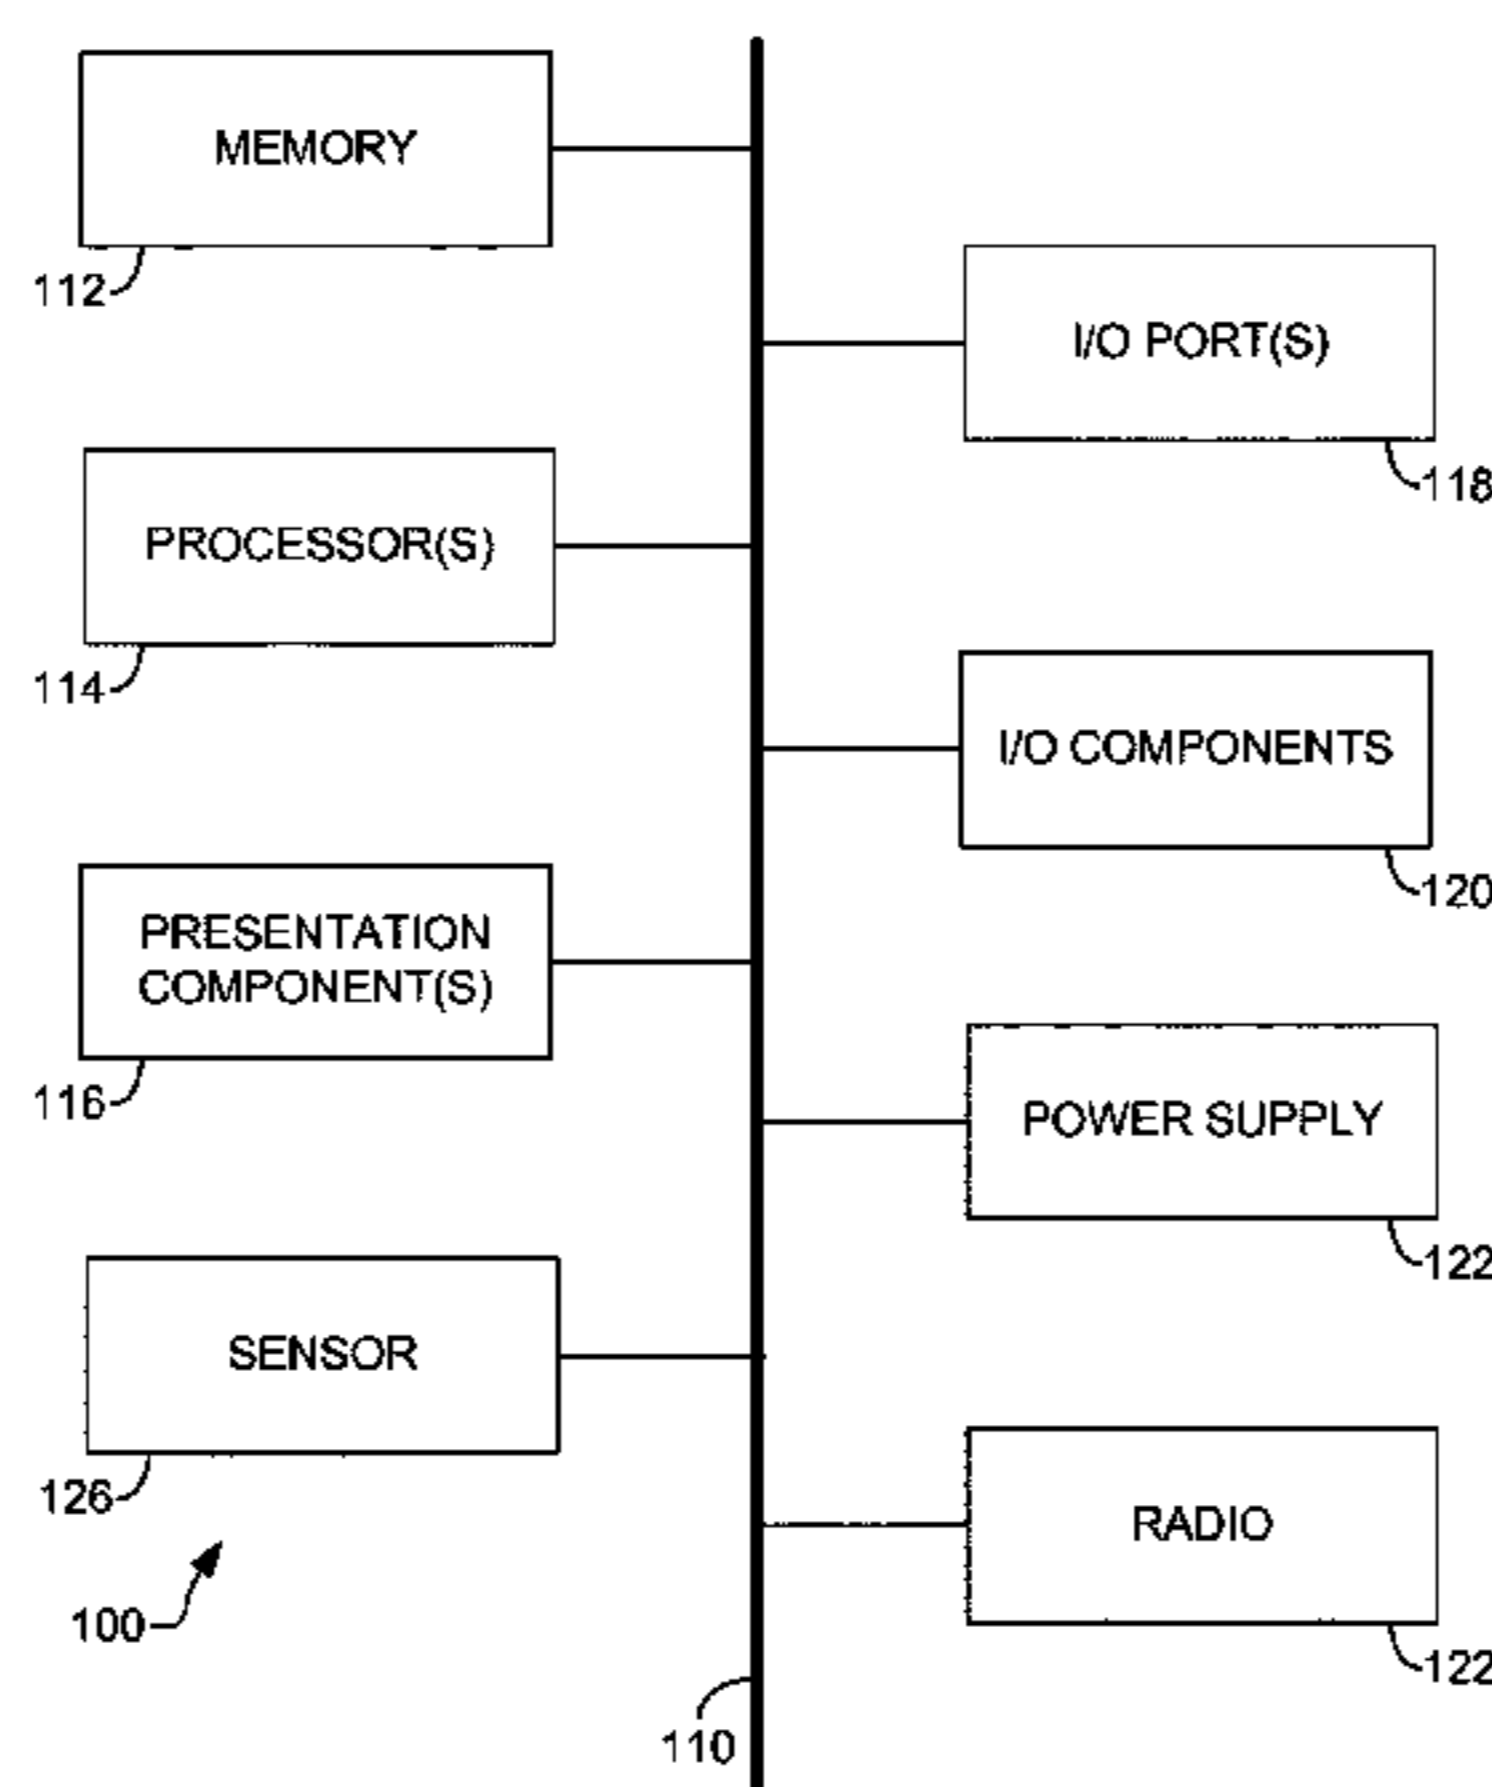 MEMORY
112
I/O PORT(S)
118
PROCESSOR(S)
114
I/O COMPONENTS
120
PRESENTATION
COMPONENT(S)
116
POWER SUPPLY
122
SENSOR
126
RADIO
122
100
110